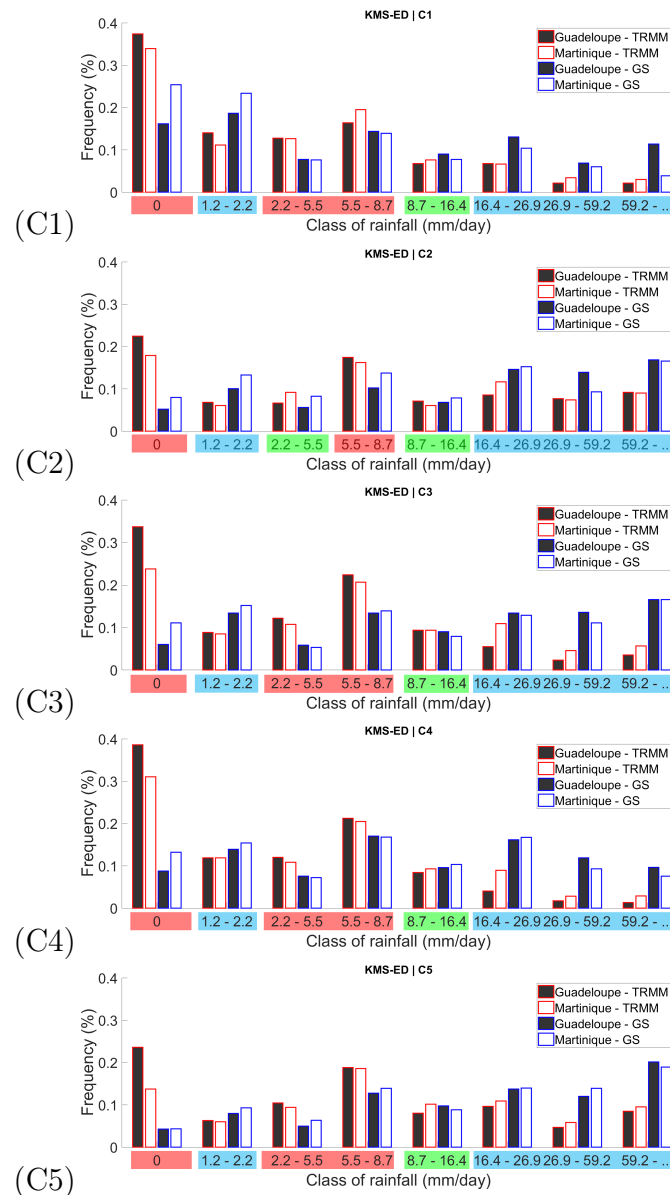 KMS-ED | C1
0.4
0.3
0.2
0.1
0
Frequency (%)
Guadeloupe - TRMM
Martinique - TRMM
Guadeloupe - GS
Martinique - GS
0 1.2 - 2.2 2.2 - 5.5 5.5 - 8.7 8.7 - 16.4 16.4 - 26.9 26.9 - 59.2 59.2 - ..
Class of rainfall (mm/day)
(C1)
KMS-ED | C2
0.4
0.3
0.2
0.1
0
Frequency (%)
Guadeloupe - TRMM
Martinique - TRMM
Guadeloupe - GS
Martinique - GS
0 1.2 - 2.2 2.2 - 5.5 5.5 - 8.7 8.7 - 16.4 16.4 - 26.9 26.9 - 59.2 59.2 - ..
Class of rainfall (mm/day)
(C2)
KMS-ED | C3
0.4
0.3
0.2
0.1
0
Frequency (%)
Guadeloupe - TRMM
Martinique - TRMM
Guadeloupe - GS
Martinique - GS
0 1.2 - 2.2 2.2 - 5.5 5.5 - 8.7 8.7 - 16.4 16.4 - 26.9 26.9 - 59.2 59.2 - ..
Class of rainfall (mm/day)
(C3)
KMS-ED | C4
0.4
0.3
0.2
0.1
0
Frequency (%)
Guadeloupe - TRMM
Martinique - TRMM
Guadeloupe - GS
Martinique - GS
0 1.2 - 2.2 2.2 - 5.5 5.5 - 8.7 8.7 - 16.4 16.4 - 26.9 26.9 - 59.2 59.2 - ..
Class of rainfall (mm/day)
(C4)
KMS-ED | C5
0.4
0.3
0.2
0.1
0
Frequency (%)
Guadeloupe - TRMM
Martinique - TRMM
Guadeloupe - GS
Martinique - GS
0 1.2 - 2.2 2.2 - 5.5 5.5 - 8.7 8.7 - 16.4 16.4 - 26.9 26.9 - 59.2 59.2 - ..
Class of rainfall (mm/day)
(C5)